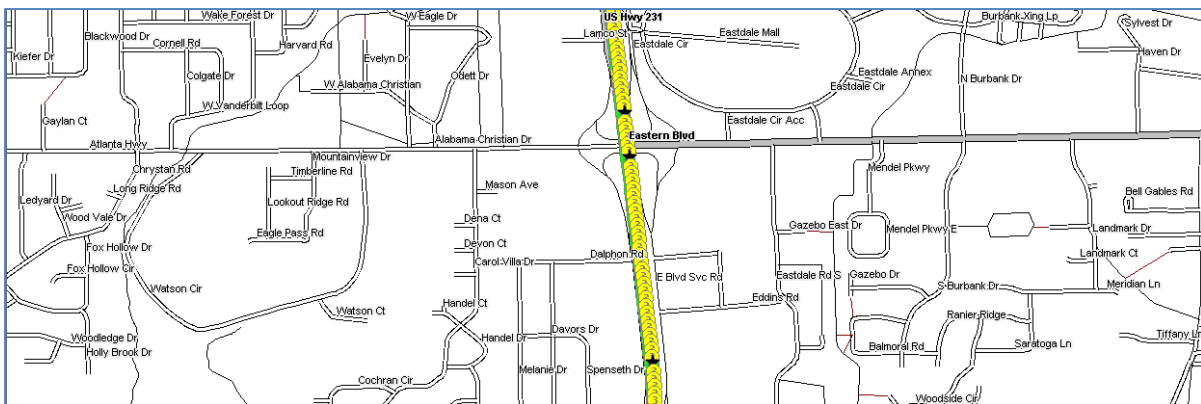 Wake Forest Dr
W Eagle Dr
US Hwy 231
Burbank Xing Lp
Sylvest Dr
Blackwood Dr
Cornell Rd
Harvard Rd
Lamco St
Eastdale Mall
Eastdale Cir
Kiefer Dr
Evelyn Dr
Haven Dr
Colgate Dr
Odett Dr
Eastdale Annex
N Burbank Dr
W Alabama Christian
Eastdale Cir
W Vanderbilt Loop
Gaylan Ct
Eastdale Cir Acc
Eastern Blvd
Atlanta Hwy
Alabama Christian Dr
Mountainview Dr
Chrystan Rd
Timberline Rd
Mendel Pkwy
Long Ridge Rd
Mason Ave
Bell Gables Rd
Ledyard Dr
Lookout Ridge Rd
Wood Vale Dr
Dena Ct
Gazebo East Dr
Mendel Pkwy E
Landmark Dr
Eagle Pass Rd
Fox Hollow Dr
Devon Ct
Dalphon Rd
Landmark Ct
Carol Villa Dr
Fox Hollow Cir
E Blvd Svc Rd
Eastdale Rd S
Gazebo Dr
Meridian Ln
Watson Cir
S Burbank Dr
Handel Ct
Eddins Rd
Watson Ct
Ranier Ridge
Woodledge Dr
Handel Dr
Davors Dr
Tiffany Ln
Holly Brook Dr
Balmoral Rd
Saratoga Ln
Melanie Dr
Spenseth Dr
Cochran Cir
Woodside Cir